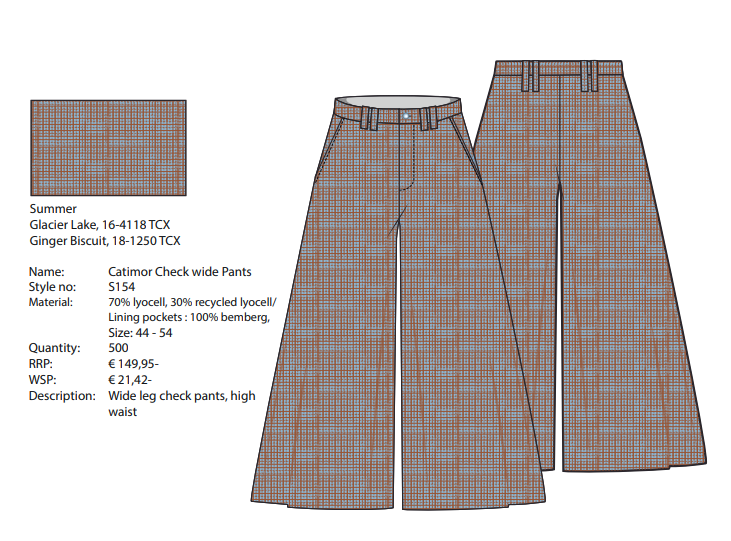 Summer
Glacier Lake, 16-4118 TCX
Ginger Biscuit, 18-1250 TCX
Name: Catimor Check wide Pants
Style no: S154
Material: 70% lyocell, 30% recycled lyocell/
Lining pockets : 100% bemberg,
Size: 44 - 54
Quantity: 500
RRP: € 149,95-
WSP: € 21,42-
Description: Wide leg check pants, high
waist